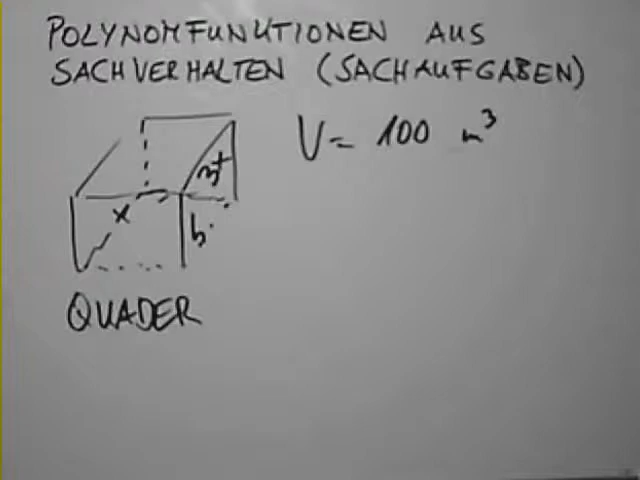 POLYNOMFUNKTIONEN AUS
SACHVERHALTEN (SACHAUFGABEN)
V = 100 m³
x
b
QUADER